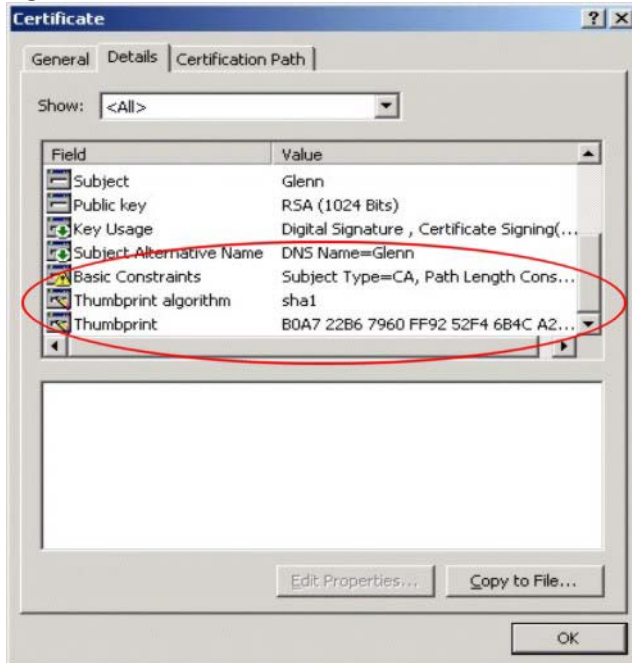 Certificate
General Details Certification Path
Show: <All>
Field Value
Subject Glenn
Public key RSA (1024 Bits)
Key Usage Digital Signature , Certificate Signing(...
Subject Alternative Name DNS Name=Glenn
Basic Constraints Subject Type=CA, Path Length Cons...
Thumbprint algorithm sha1
Thumbprint B0A7 22B6 7960 FF92 52F4 6B4C A2...
Edit Properties... Copy to File...
OK